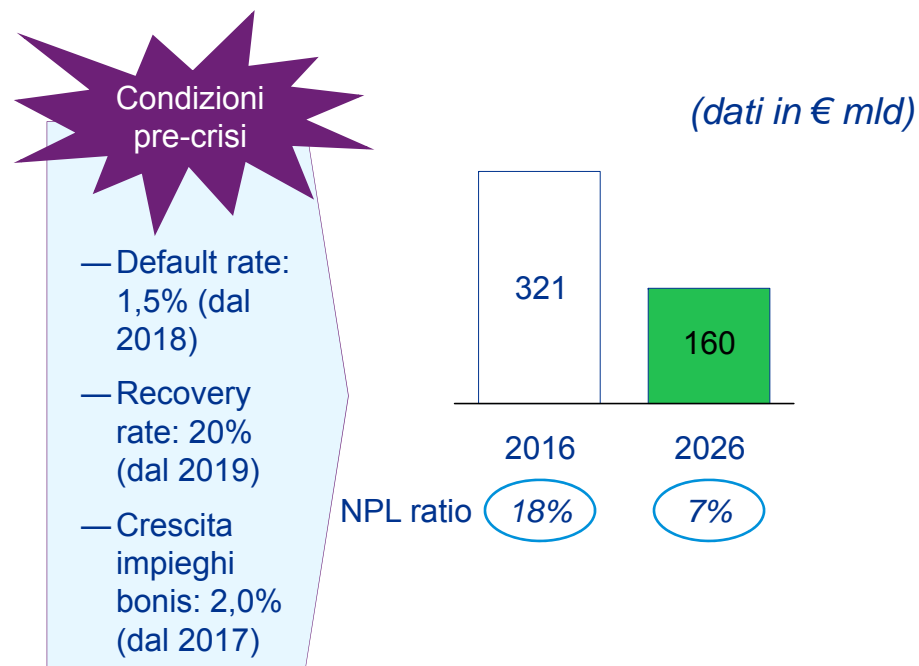 Condizioni
pre-crisi
(dati in € mld)
— Default rate:
1,5% (dal
2018)
— Recovery
rate: 20%
(dal 2019)
— Crescita
impieghi
bonis: 2,0%
(dal 2017)
321
160
2016
2026
NPL ratio
18%
7%